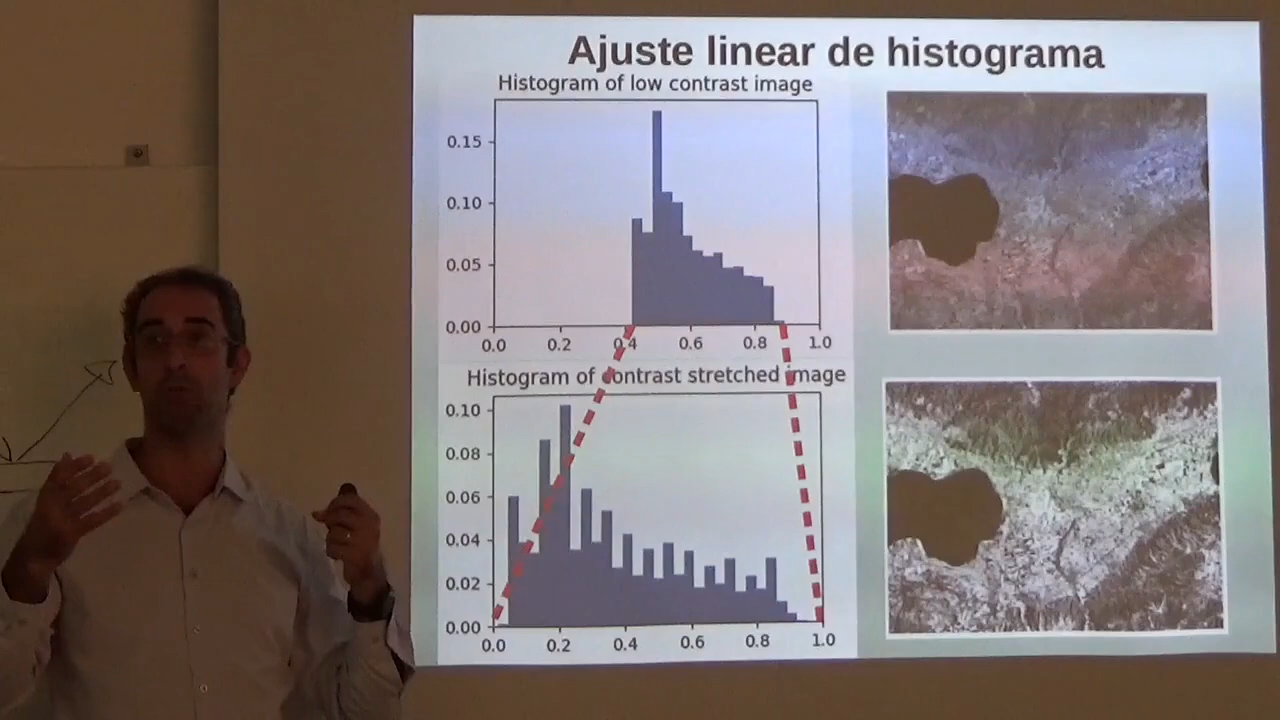 Ajuste linear de histograma
Histogram of low contrast image
0.15
0.10
0.05
0.00
0.0 0.2 0.4 0.6 0.8 1.0
Histogram of contrast stretched image
0.10
0.08
0.06
0.04
0.02
0.00
0.0 0.2 0.4 0.6 0.8 1.0